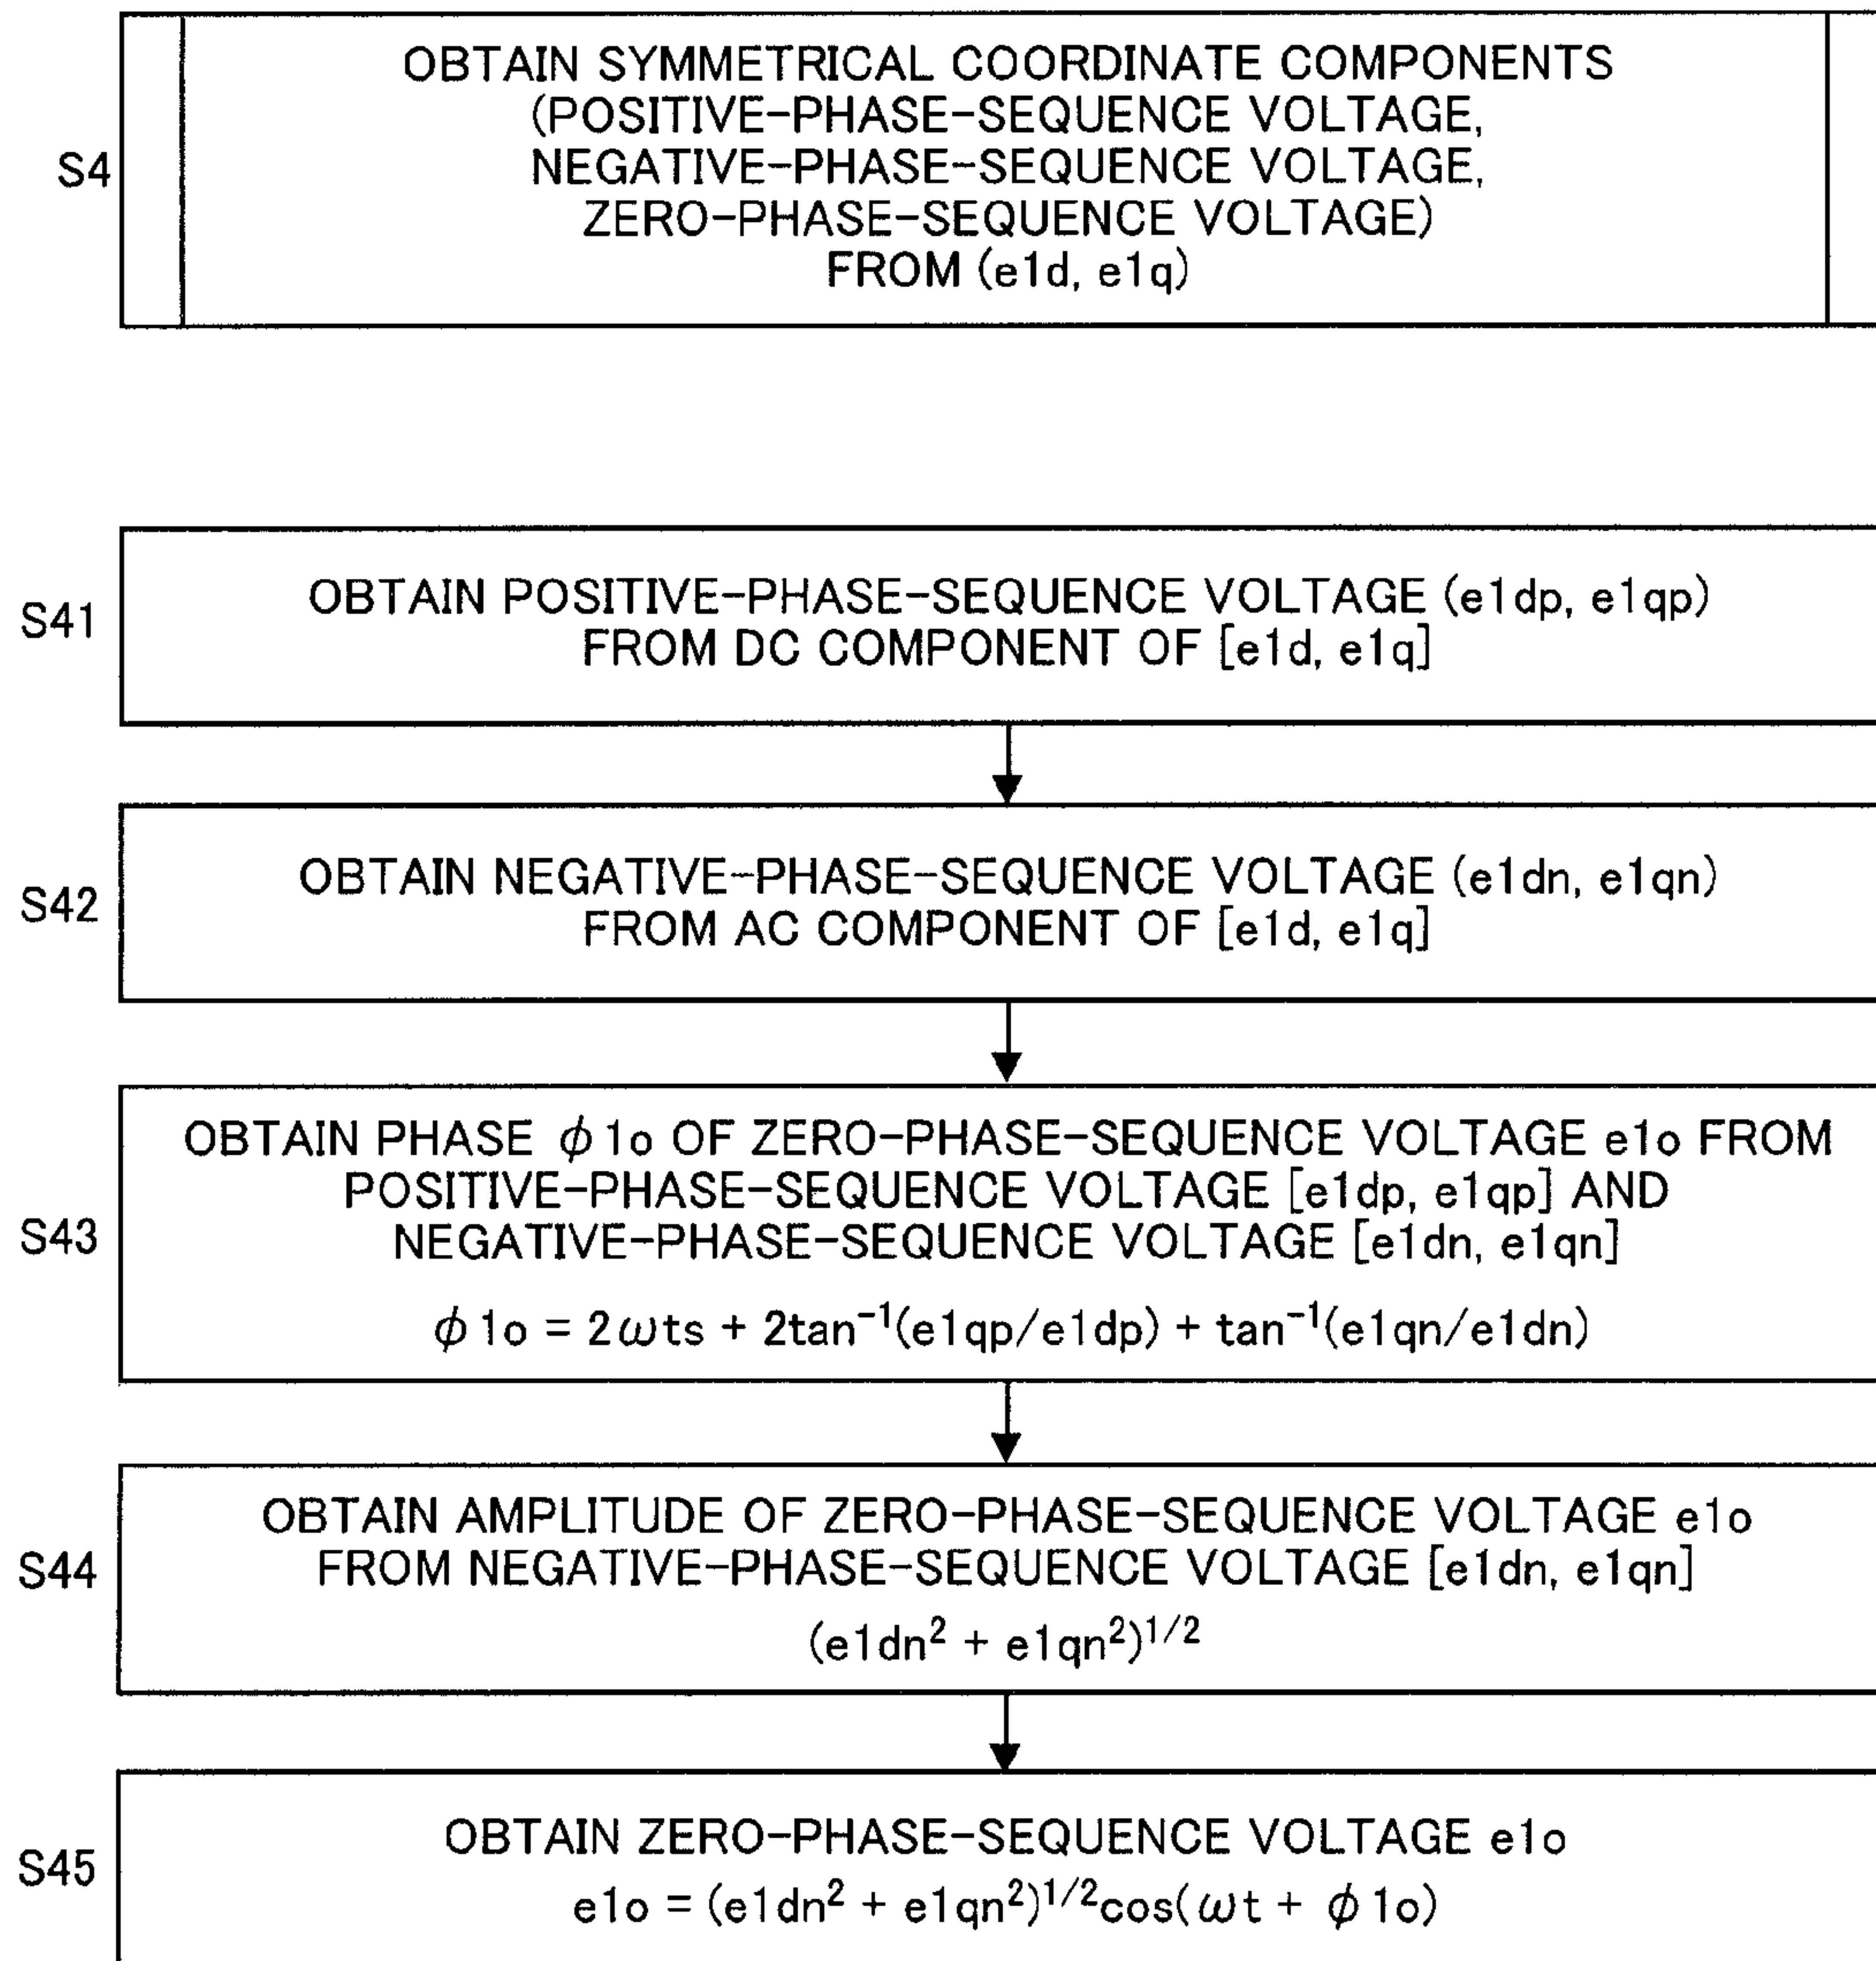 S4
OBTAIN SYMMETRICAL COORDINATE COMPONENTS
(POSITIVE-PHASE-SEQUENCE VOLTAGE,
NEGATIVE-PHASE-SEQUENCE VOLTAGE,
ZERO-PHASE-SEQUENCE VOLTAGE)
FROM (e1d, e1q)
S41
OBTAIN POSITIVE-PHASE-SEQUENCE VOLTAGE (e1dp, e1qp)
FROM DC COMPONENT OF [e1d, e1q]
S42
OBTAIN NEGATIVE-PHASE-SEQUENCE VOLTAGE (e1dn, e1qn)
FROM AC COMPONENT OF [e1d, e1q]
S43
OBTAIN PHASE ϕ1o OF ZERO-PHASE-SEQUENCE VOLTAGE e1o FROM
POSITIVE-PHASE-SEQUENCE VOLTAGE [e1dp, e1qp] AND
NEGATIVE-PHASE-SEQUENCE VOLTAGE [e1dn, e1qn]
ϕ1o = 2ωts + 2tan⁻¹(e1qp/e1dp) + tan⁻¹(e1qn/e1dn)
S44
OBTAIN AMPLITUDE OF ZERO-PHASE-SEQUENCE VOLTAGE e1o
FROM NEGATIVE-PHASE-SEQUENCE VOLTAGE [e1dn, e1qn]
(e1dn² + e1qn²)¹/²
S45
OBTAIN ZERO-PHASE-SEQUENCE VOLTAGE e1o
e1o = (e1dn² + e1qn²)¹/²cos(ωt + ϕ1o)